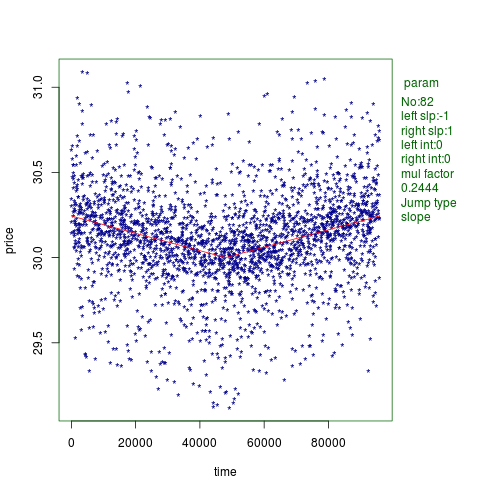 param
No:82
left slp:-1
right slp:1
left int:0
right int:0
mul factor
0.2444
Jump type
slope
31.0
30.5
30.0
29.5
price
0 20000 40000 60000 80000
time